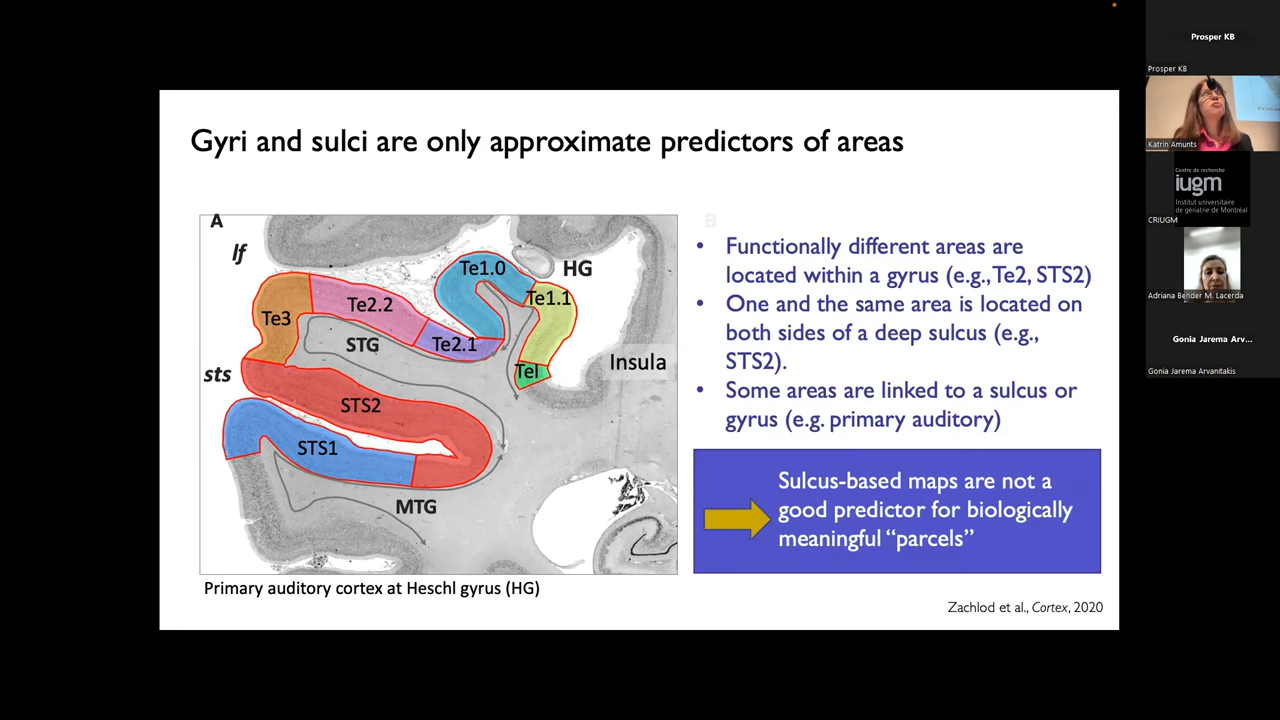 Gyri and sulci are only approximate predictors of areas
A
lf
HG
Te1.0
Te1.1
Te3
Te2.2
Te2.1
STG
TeI
Insula
sts
STS2
STS1
MTG
Primary auditory cortex at Heschl gyrus (HG)
B
• Functionally different areas are
located within a gyrus (e.g., Te2, STS2)
• One and the same area is located on
both sides of a deep sulcus (e.g.,
STS2).
• Some areas are linked to a sulcus or
gyrus (e.g. primary auditory)
Sulcus-based maps are not a
good predictor for biologically
meaningful “parcels”
Zachlod et al., Cortex, 2020
Prosper KB
Prosper KB
Katrin Amunts
Centre de recherche
iugm
Institut universitaire
de gériatrie de Montréal
CRIUGM
Adriana Bender M. Lacerda
Gonia Jarema Arv...
Gonia Jarema Arvanitakis